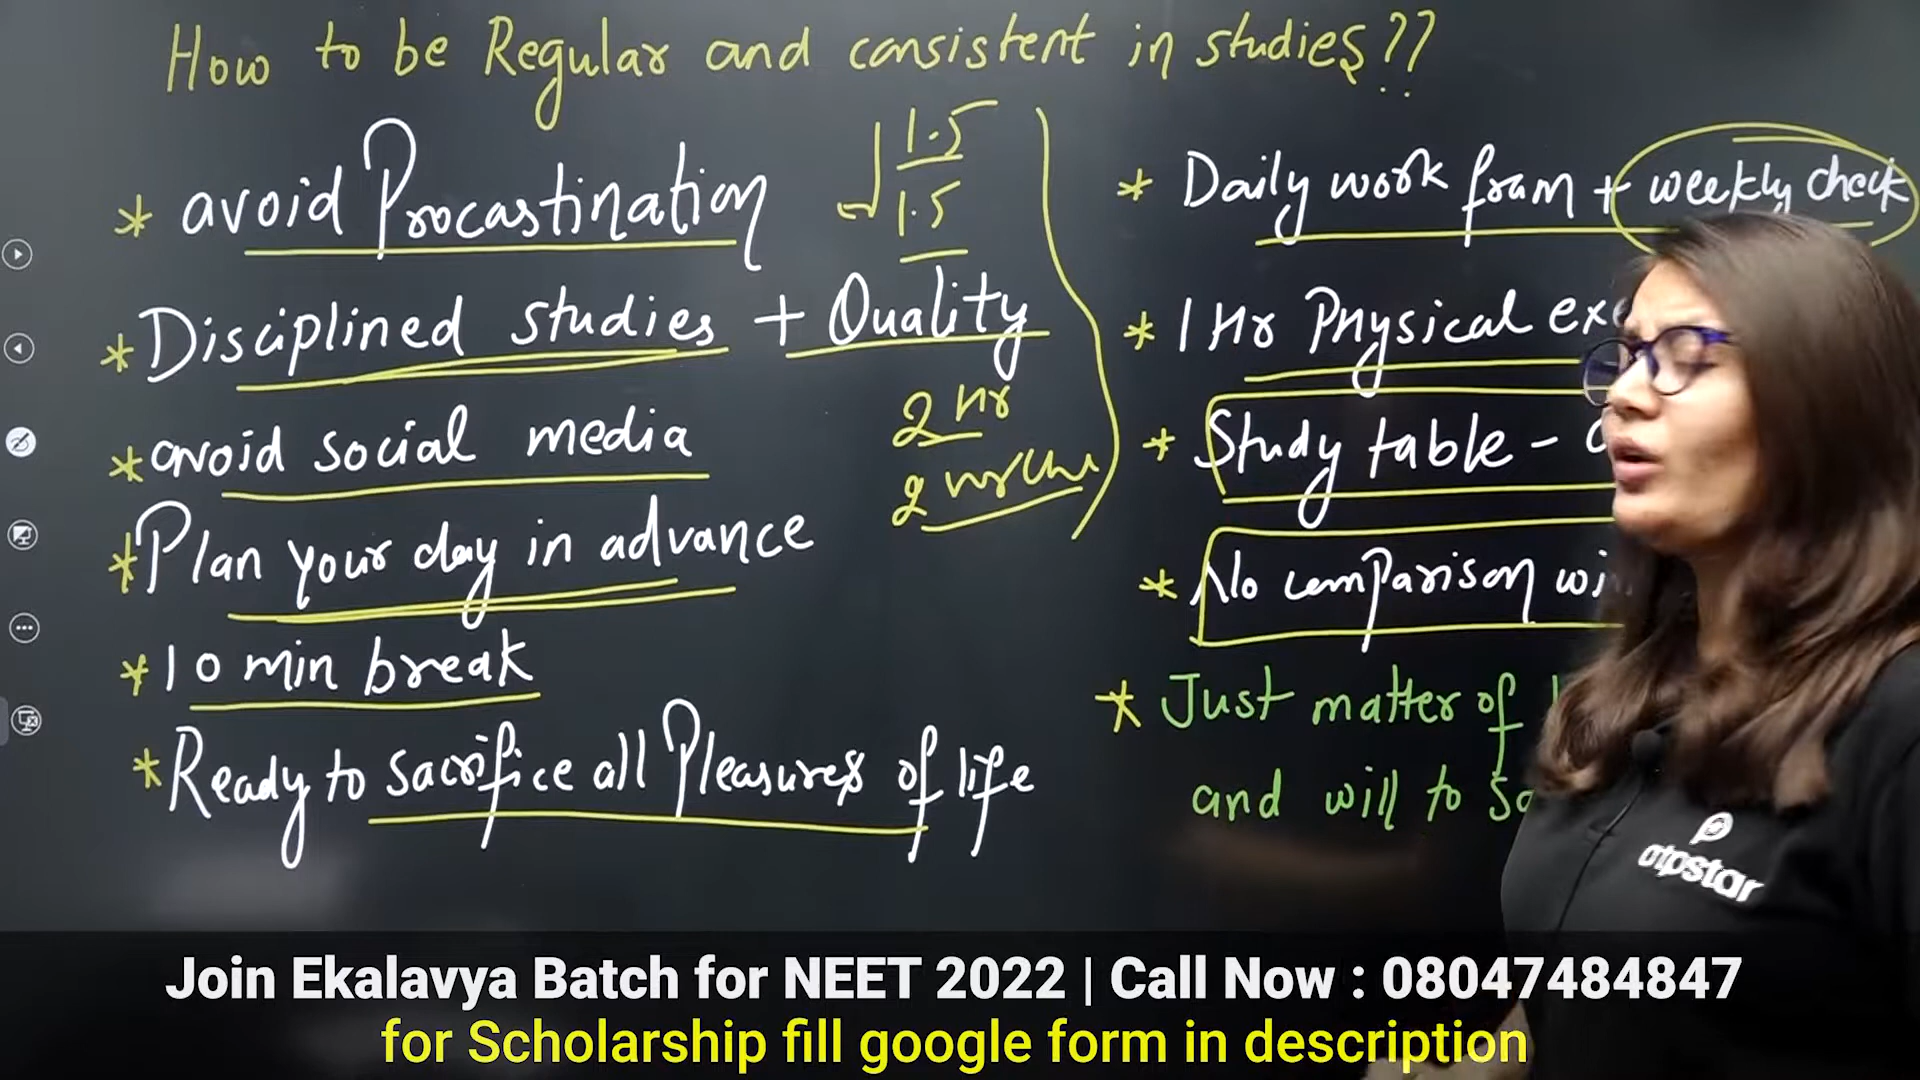 How to be Regular and consistent in studies??
* avoid Procastination
1.5
1.5
* Disciplined studies + Quality
2 Hr
2
* avoid social media
* Plan your day in advance
* 10 min break
* Ready to sacrifice all Pleasures of life
* Daily work fram + weekly check
* 1 Hr Physical exe
* Study table -
* No comparison wi
* Just matter of
and will to sa
otpstar
Join Ekalavya Batch for NEET 2022 | Call Now : 08047484847
for Scholarship fill google form in description